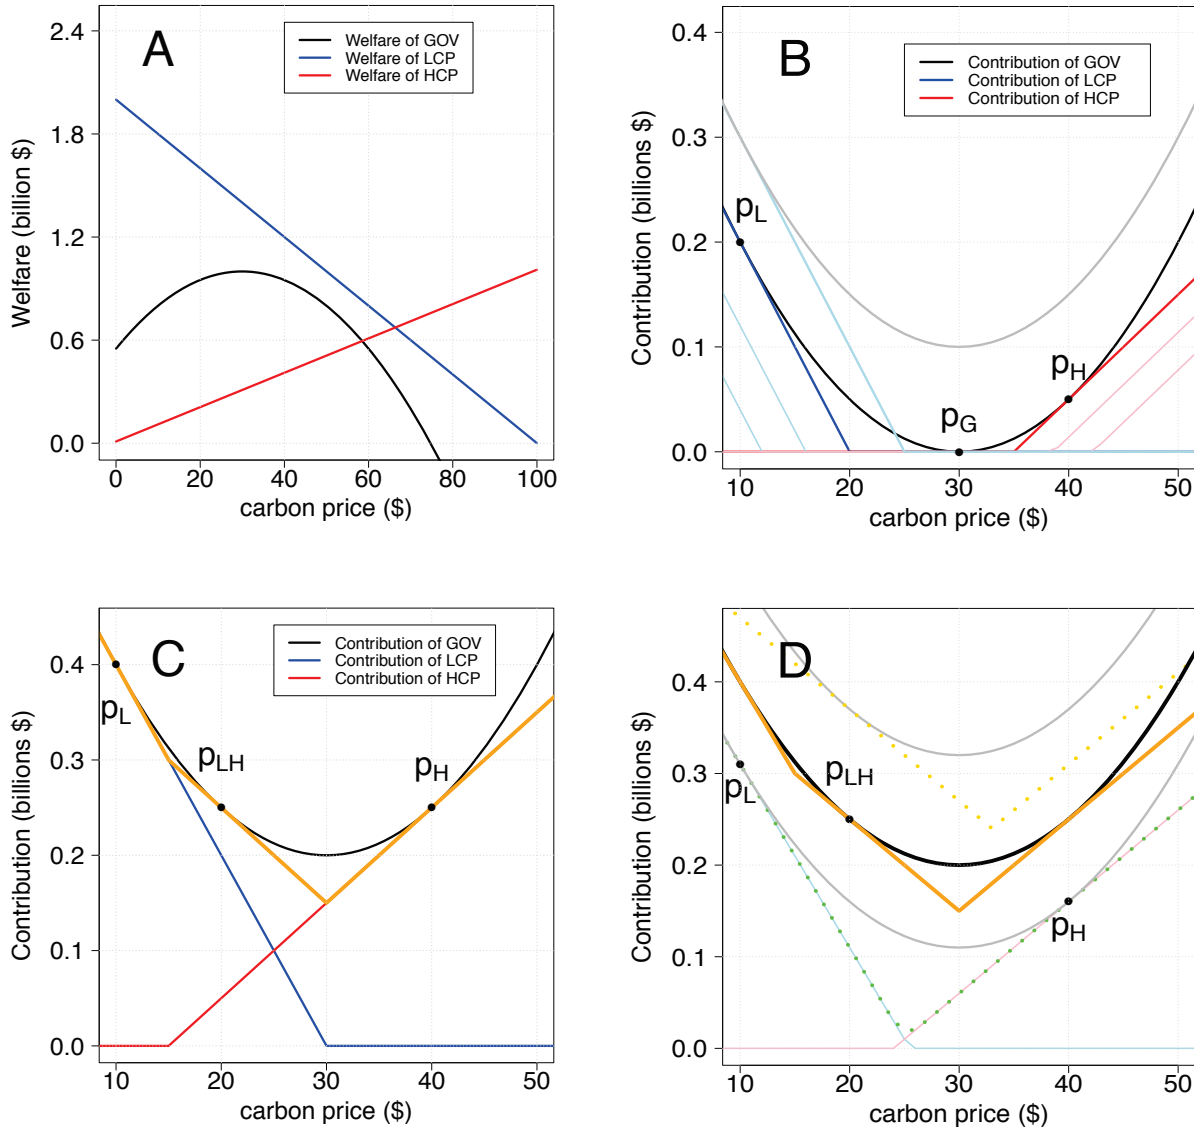 A
Welfare of GOV
Welfare of LCP
Welfare of HCP
Welfare (billion $)
2.4
1.8
1.2
0.6
0.0
0 20 40 60 80 100
carbon price ($)
B
Contribution of GOV
Contribution of LCP
Contribution of HCP
Contribution (billions $)
0.4
0.3
0.2
0.1
0.0
pL
pG
pH
10 20 30 40 50
carbon price ($)
C
Contribution of GOV
Contribution of LCP
Contribution of HCP
Contribution (billions $)
0.4
0.3
0.2
0.1
0.0
pL
pLH
pH
10 20 30 40 50
carbon price ($)
D
Contribution (billions $)
0.4
0.3
0.2
0.1
0.0
pL
pLH
pH
10 20 30 40 50
carbon price ($)